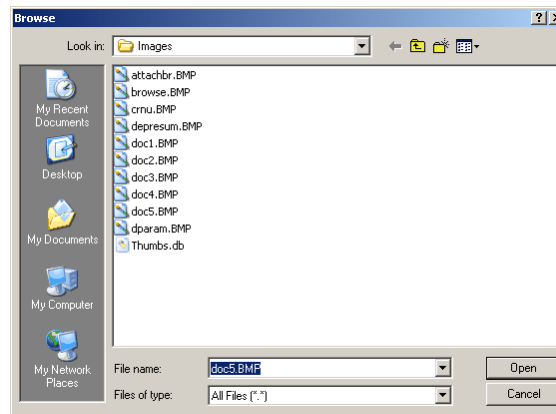 Browse
Look in: Images
My Recent
Documents
Desktop
My Documents
My Computer
My Network
Places
attachbr.BMP
browse.BMP
crnu.BMP
depresum.BMP
doc1.BMP
doc2.BMP
doc3.BMP
doc4.BMP
doc5.BMP
dparam.BMP
Thumbs.db
File name: doc5.BMP Open
Files of type: All Files (*.*) Cancel